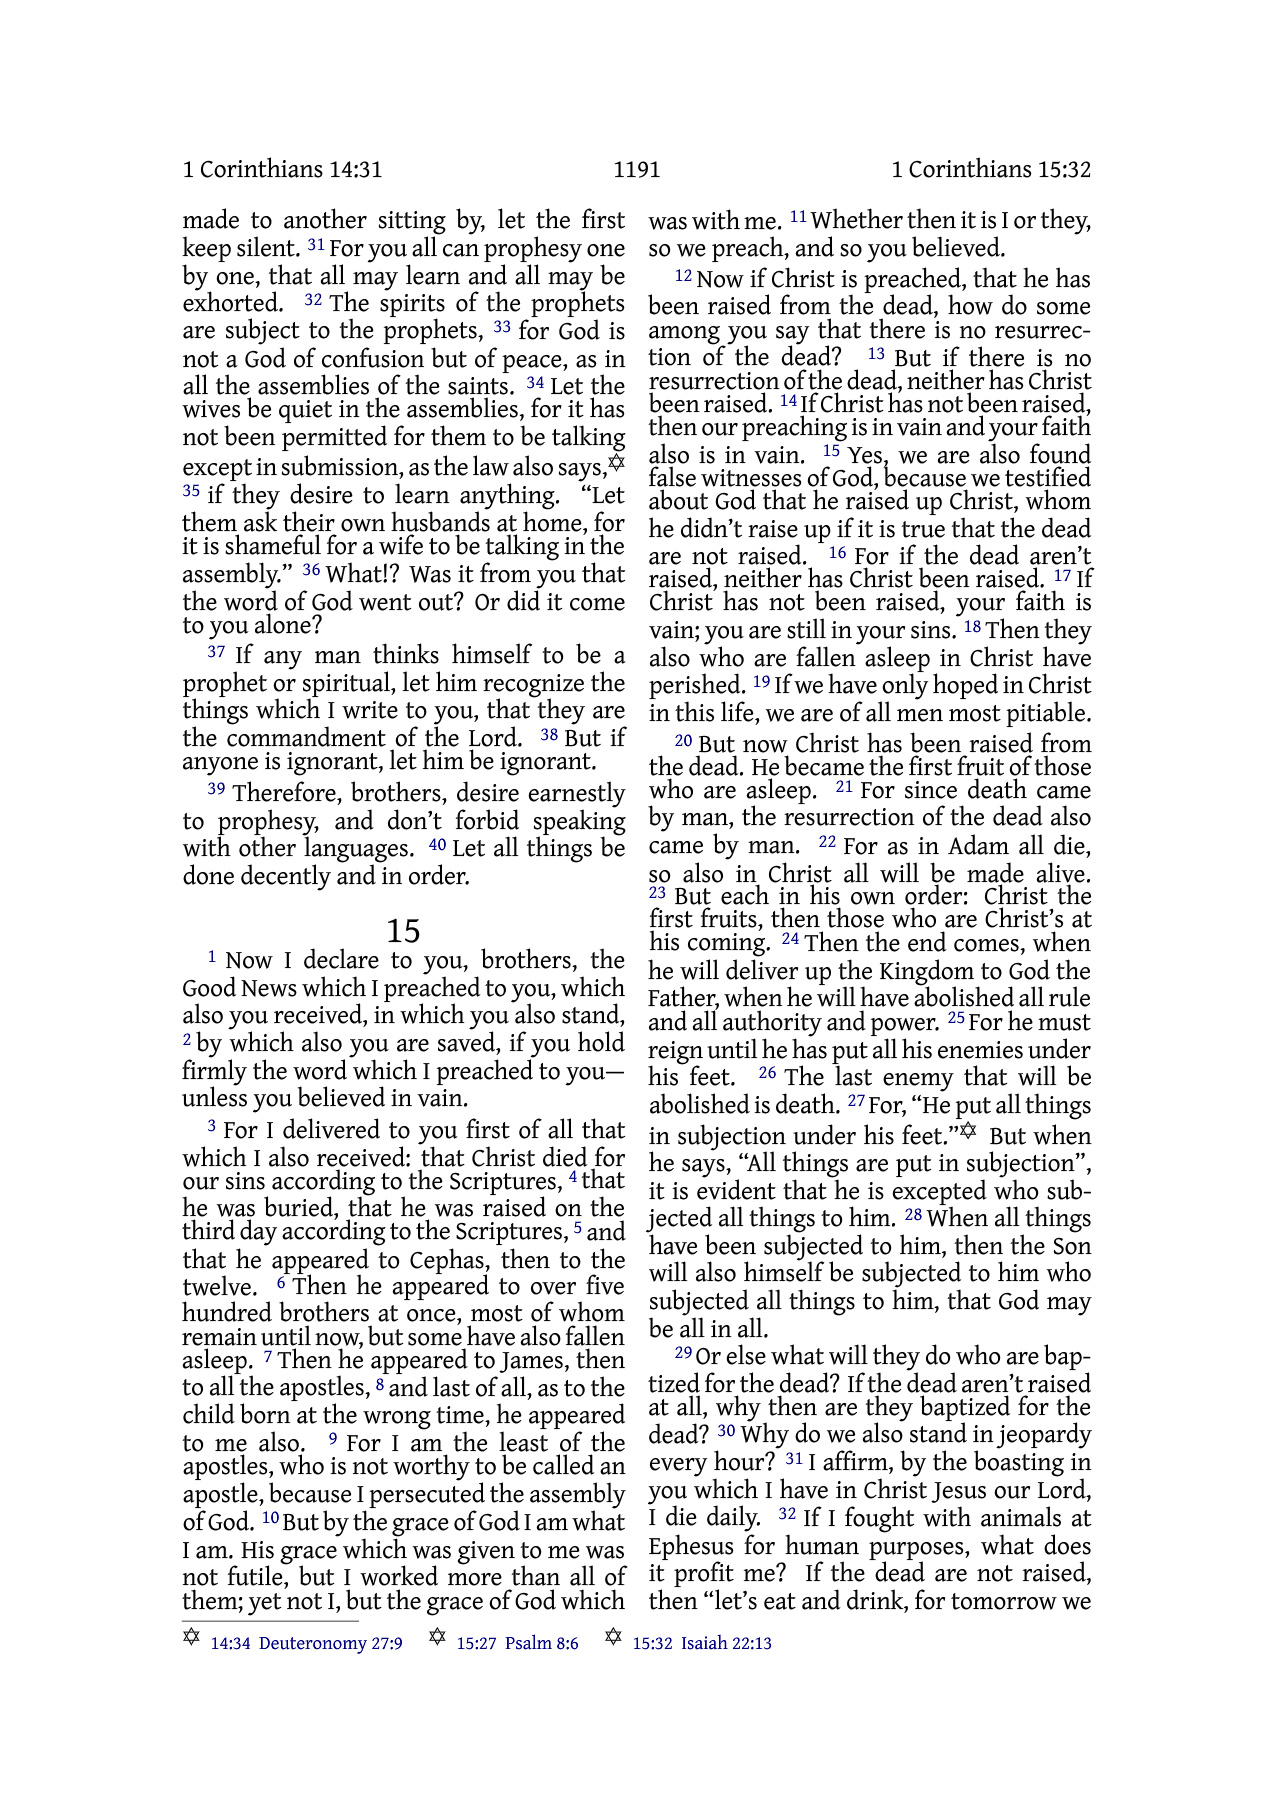 1 Corinthians 14:31 1191 1 Corinthians 15:32
made to another sitting by, let the first
keep silent. 31 For you all can prophesy one
by one, that all may learn and all may be
exhorted. 32 The spirits of the prophets
are subject to the prophets, 33 for God is
not a God of confusion but of peace, as in
all the assemblies of the saints. 34 Let the
wives be quiet in the assemblies, for it has
not been permitted for them to be talking
except in submission, as the law also says,✡
35 if they desire to learn anything. “Let
them ask their own husbands at home, for
it is shameful for a wife to be talking in the
assembly.” 36 What!? Was it from you that
the word of God went out? Or did it come
to you alone?
37 If any man thinks himself to be a
prophet or spiritual, let him recognize the
things which I write to you, that they are
the commandment of the Lord. 38 But if
anyone is ignorant, let him be ignorant.
39 Therefore, brothers, desire earnestly
to prophesy, and don’t forbid speaking
with other languages. 40 Let all things be
done decently and in order.
15
1 Now I declare to you, brothers, the
Good News which I preached to you, which
also you received, in which you also stand,
2 by which also you are saved, if you hold
firmly the word which I preached to you—
unless you believed in vain.
3 For I delivered to you first of all that
which I also received: that Christ died for
our sins according to the Scriptures, 4 that
he was buried, that he was raised on the
third day according to the Scriptures, 5 and
that he appeared to Cephas, then to the
twelve. 6 Then he appeared to over five
hundred brothers at once, most of whom
remain until now, but some have also fallen
asleep. 7 Then he appeared to James, then
to all the apostles, 8 and last of all, as to the
child born at the wrong time, he appeared
to me also. 9 For I am the least of the
apostles, who is not worthy to be called an
apostle, because I persecuted the assembly
of God. 10 But by the grace of God I am what
I am. His grace which was given to me was
not futile, but I worked more than all of
them; yet not I, but the grace of God which
was with me. 11 Whether then it is I or they,
so we preach, and so you believed.
12 Now if Christ is preached, that he has
been raised from the dead, how do some
among you say that there is no resurrec-
tion of the dead? 13 But if there is no
resurrection of the dead, neither has Christ
been raised. 14 If Christ has not been raised,
then our preaching is in vain and your faith
also is in vain. 15 Yes, we are also found
false witnesses of God, because we testified
about God that he raised up Christ, whom
he didn’t raise up if it is true that the dead
are not raised. 16 For if the dead aren’t
raised, neither has Christ been raised. 17 If
Christ has not been raised, your faith is
vain; you are still in your sins. 18 Then they
also who are fallen asleep in Christ have
perished. 19 If we have only hoped in Christ
in this life, we are of all men most pitiable.
20 But now Christ has been raised from
the dead. He became the first fruit of those
who are asleep. 21 For since death came
by man, the resurrection of the dead also
came by man. 22 For as in Adam all die,
so also in Christ all will be made alive.
23 But each in his own order: Christ the
first fruits, then those who are Christ’s at
his coming. 24 Then the end comes, when
he will deliver up the Kingdom to God the
Father, when he will have abolished all rule
and all authority and power. 25 For he must
reign until he has put all his enemies under
his feet. 26 The last enemy that will be
abolished is death. 27 For, “He put all things
in subjection under his feet.”✡ But when
he says, “All things are put in subjection”,
it is evident that he is excepted who sub-
jected all things to him. 28 When all things
have been subjected to him, then the Son
will also himself be subjected to him who
subjected all things to him, that God may
be all in all.
29 Or else what will they do who are bap-
tized for the dead? If the dead aren’t raised
at all, why then are they baptized for the
dead? 30 Why do we also stand in jeopardy
every hour? 31 I affirm, by the boasting in
you which I have in Christ Jesus our Lord,
I die daily. 32 If I fought with animals at
Ephesus for human purposes, what does
it profit me? If the dead are not raised,
then “let’s eat and drink, for tomorrow we
✡ 14:34 Deuteronomy 27:9 ✡ 15:27 Psalm 8:6 ✡ 15:32 Isaiah 22:13